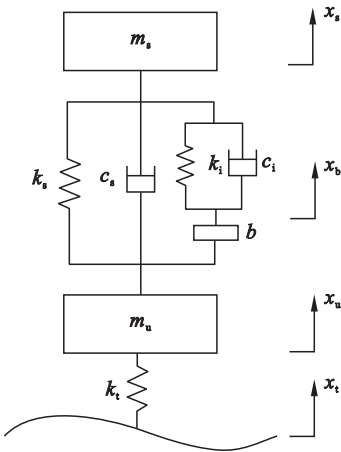 m_s
x_s
k_s
c_s
k_i
c_i
x_b
b
m_u
x_u
k_t
x_t